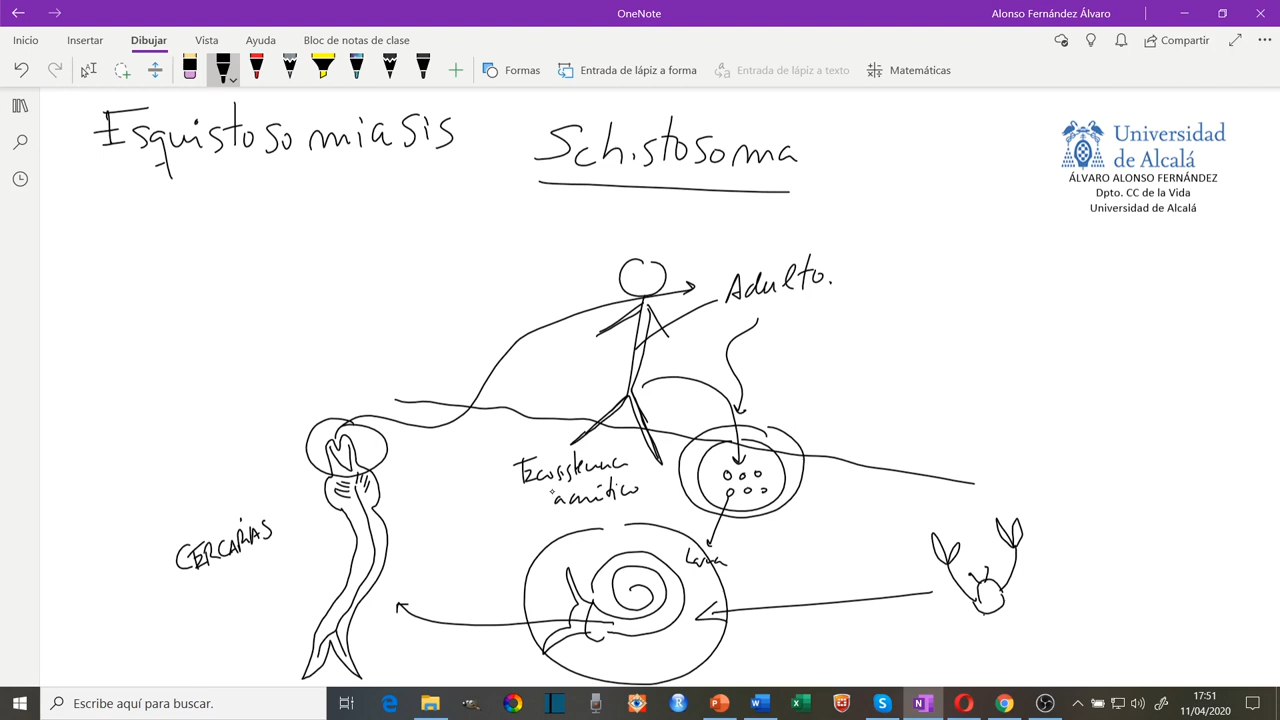 OneNote
Alonso Fernández Álvaro
Inicio
Insertar
Dibujar
Vista
Ayuda
Bloc de notas de clase
Compartir
Formas
Entrada de lápiz a forma
Entrada de lápiz a texto
Matemáticas
Esquistosomiasis
Schistosoma
Universidad
de Alcalá
ÁLVARO ALONSO FERNÁNDEZ
Dpto. CC de la Vida
Universidad de Alcalá
Adulto.
Ecosistema
acuático
CERCARIAS
Larva
Escribe aquí para buscar.
17:51
11/04/2020